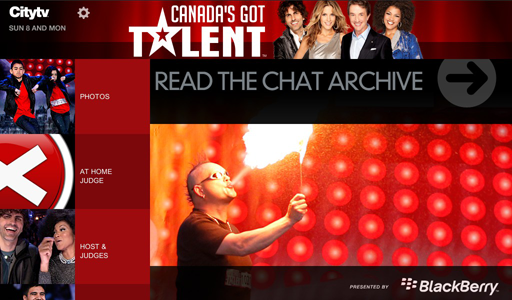 Citytv
SUN 8 AND MON
CANADA'S GOT
TALENT
READ THE CHAT ARCHIVE
PHOTOS
AT HOME
JUDGE
HOST &
JUDGES
PRESENTED BY
BlackBerry